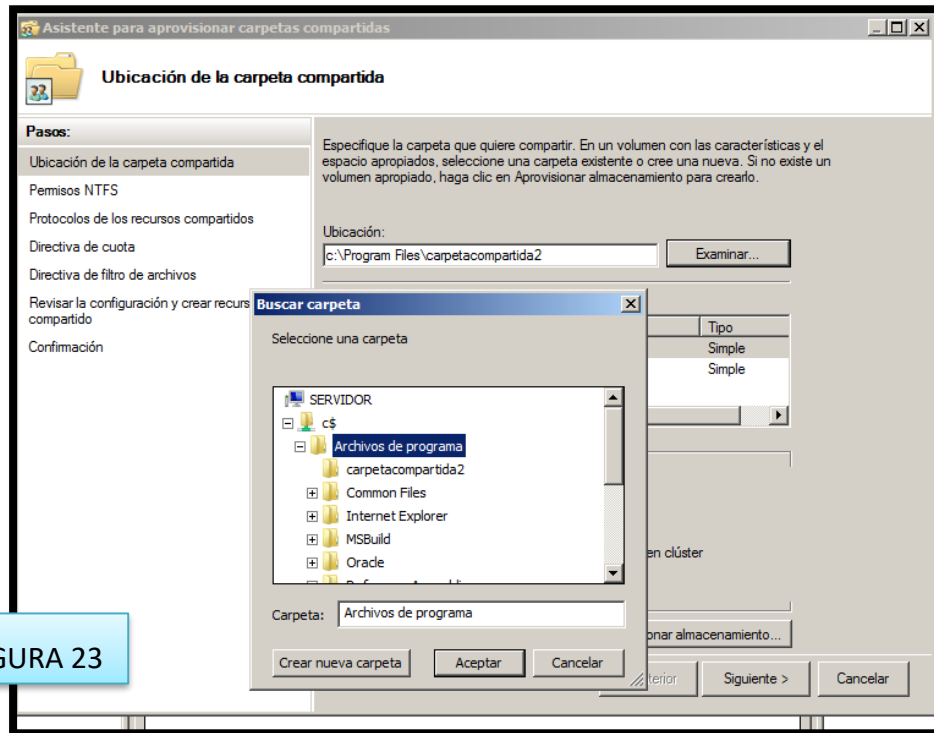 Asistente para aprovisionar carpetas compartidas
Ubicación de la carpeta compartida
Pasos:
Ubicación de la carpeta compartida
Permisos NTFS
Protocolos de los recursos compartidos
Directiva de cuota
Directiva de filtro de archivos
Revisar la configuración y crear recurs
compartido
Confirmación
Especifique la carpeta que quiere compartir. En un volumen con las características y el
espacio apropiados, seleccione una carpeta existente o cree una nueva. Si no existe un
volumen apropiado, haga clic en Aprovisionar almacenamiento para crearlo.
Ubicación:
c:\Program Files\carpetacompartida2
Examinar...
Tipo
Simple
Simple
en clúster
onar almacenamiento...
Buscar carpeta
Seleccione una carpeta
SERVIDOR
c$
Archivos de programa
carpetacompartida2
Common Files
Internet Explorer
MSBuild
Oracle
Carpeta:
Archivos de programa
Crear nueva carpeta
Aceptar
Cancelar
terior
Siguiente >
Cancelar
GURA 23